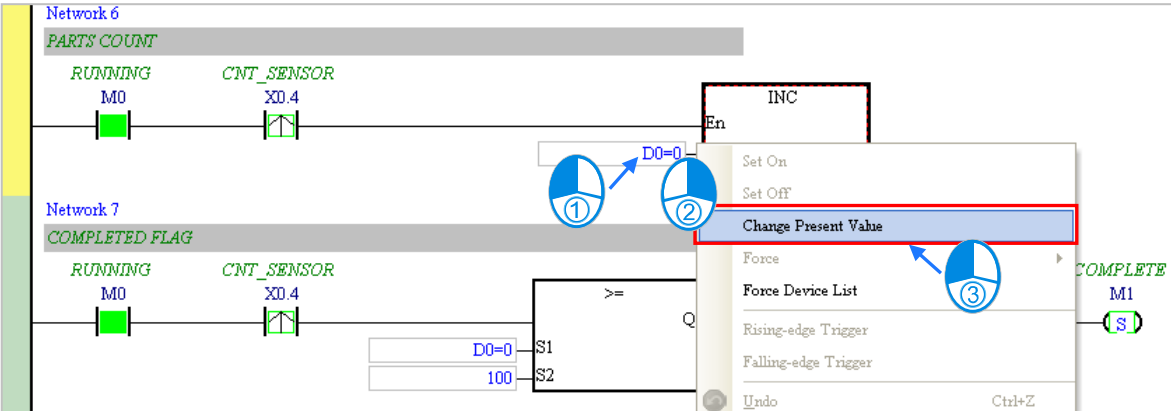 Network 6
PARTS COUNT
RUNNING CNT_SENSOR
M0 X0.4
INC
En
D0=0
Set On
① ②
Set Off
Network 7
Change Present Value
COMPLETED FLAG
Force
RUNNING CNT_SENSOR COMPLETE
M0 X0.4 >= Force Device List ③ M1
Q S
Rising-edge Trigger
D0=0 S1
Falling-edge Trigger
100 S2
Undo Ctrl+Z